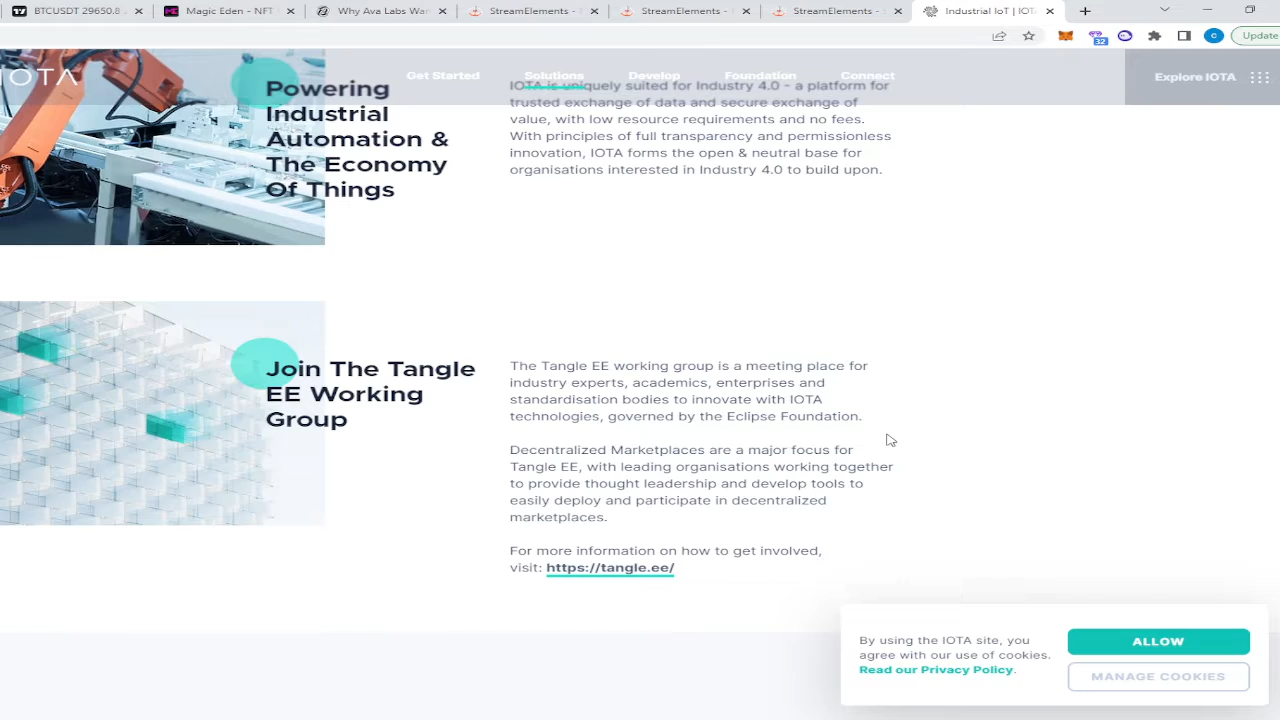 BTCUSDT 29650.8
Magic Eden - NFT
Why Ava Labs Wan
StreamElements -
StreamElements -
StreamElements -
Industrial IoT | IOT
32
C
Update
IOTA
Get Started
Solutions
Develop
Foundation
Connect
Explore IOTA
Powering
Industrial
Automation &
The Economy
Of Things
IOTA is uniquely suited for Industry 4.0 - a platform for
trusted exchange of data and secure exchange of
value, with low resource requirements and no fees.
With principles of full transparency and permissionless
innovation, IOTA forms the open & neutral base for
organisations interested in Industry 4.0 to build upon.
Join The Tangle
EE Working
Group
The Tangle EE working group is a meeting place for
industry experts, academics, enterprises and
standardisation bodies to innovate with IOTA
technologies, governed by the Eclipse Foundation.
Decentralized Marketplaces are a major focus for
Tangle EE, with leading organisations working together
to provide thought leadership and develop tools to
easily deploy and participate in decentralized
marketplaces.
For more information on how to get involved,
visit: https://tangle.ee/
By using the IOTA site, you
agree with our use of cookies.
Read our Privacy Policy.
ALLOW
MANAGE COOKIES